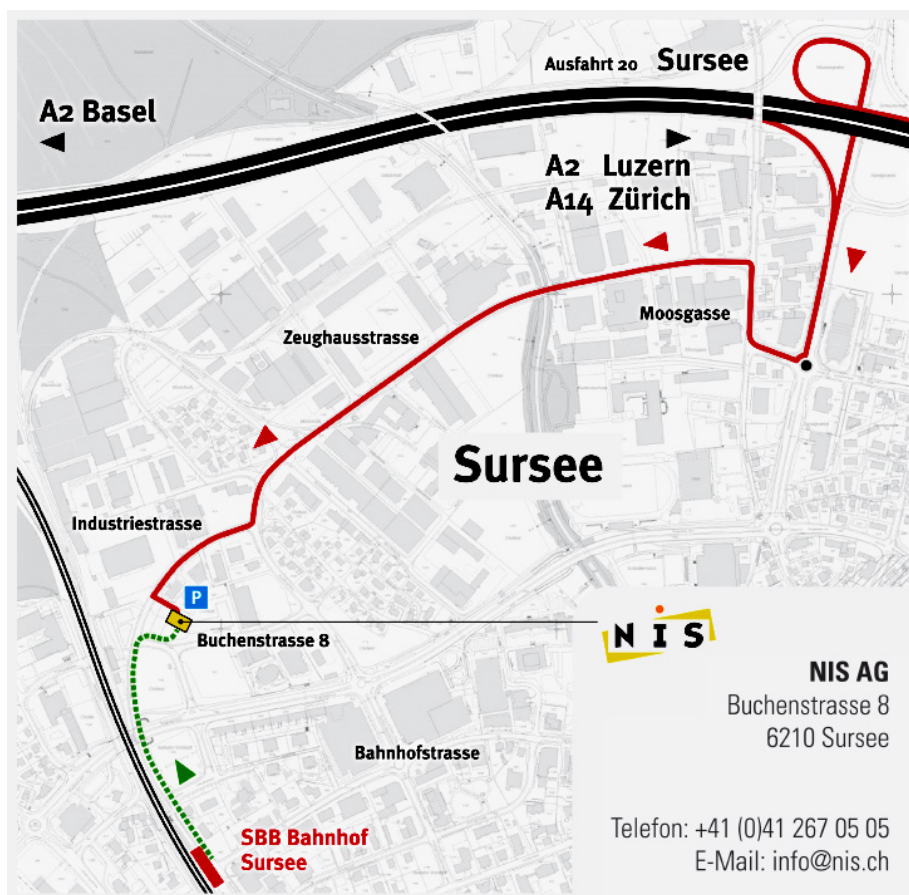 Ausfahrt 20 Sursee
A2 Basel
A2 Luzern
A14 Zürich
Moosgasse
Zeughausstrasse
Sursee
Industriestrasse
P
Buchenstrasse 8
NIS
NIS AG
Buchenstrasse 8
6210 Sursee
Bahnhofstrasse
SBB Bahnhof
Sursee
Telefon: +41 (0)41 267 05 05
E-Mail: info@nis.ch